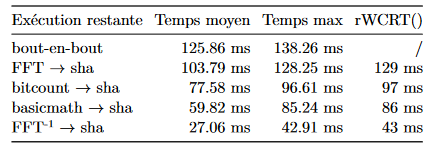 Exécution restante Temps moyen Temps max rWCRT()
bout-en-bout 125.86 ms 138.26 ms /
FFT → sha 103.79 ms 128.25 ms 129 ms
bitcount → sha 77.58 ms 96.61 ms 97 ms
basicmath → sha 59.82 ms 85.24 ms 86 ms
FFT⁻¹ → sha 27.06 ms 42.91 ms 43 ms